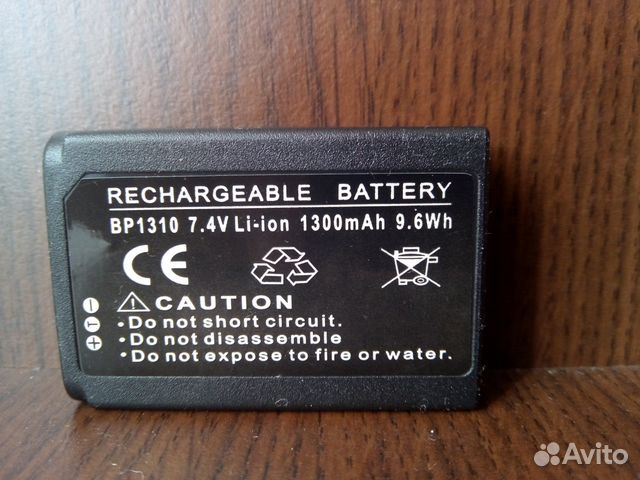 RECHARGEABLE BATTERY
BP1310 7.4V Li-ion 1300mAh 9.6Wh
CE
⚠ CAUTION
•Do not short circuit.
•Do not disassemble
•Do not expose to fire or water.
- T +
Avito